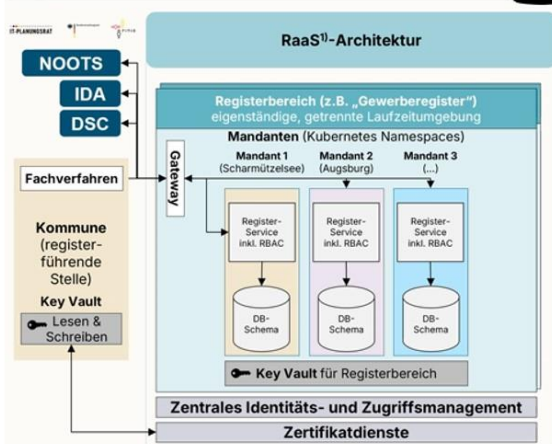 IT-PLANUNGSRAT
RaaS¹⁾-Architektur
NOOTS
IDA
DSC
Registerbereich (z.B. „Gewerberegister“)
eigenständige, getrennte Laufzeitumgebung
Mandanten (Kubernetes Namespaces)
Mandant 1
(Scharmützelsee)
Mandant 2
(Augsburg)
Mandant 3
(...)
Gateway
Fachverfahren
Kommune
(register-
führende
Stelle)
Key Vault
Lesen &
Schreiben
Register-
Service
inkl. RBAC
Register-
Service
inkl. RBAC
Register-
Service
inkl. RBAC
DB-
Schema
DB-
Schema
DB-
Schema
Key Vault für Registerbereich
Zentrales Identitäts- und Zugriffsmanagement
Zertifikatdienste